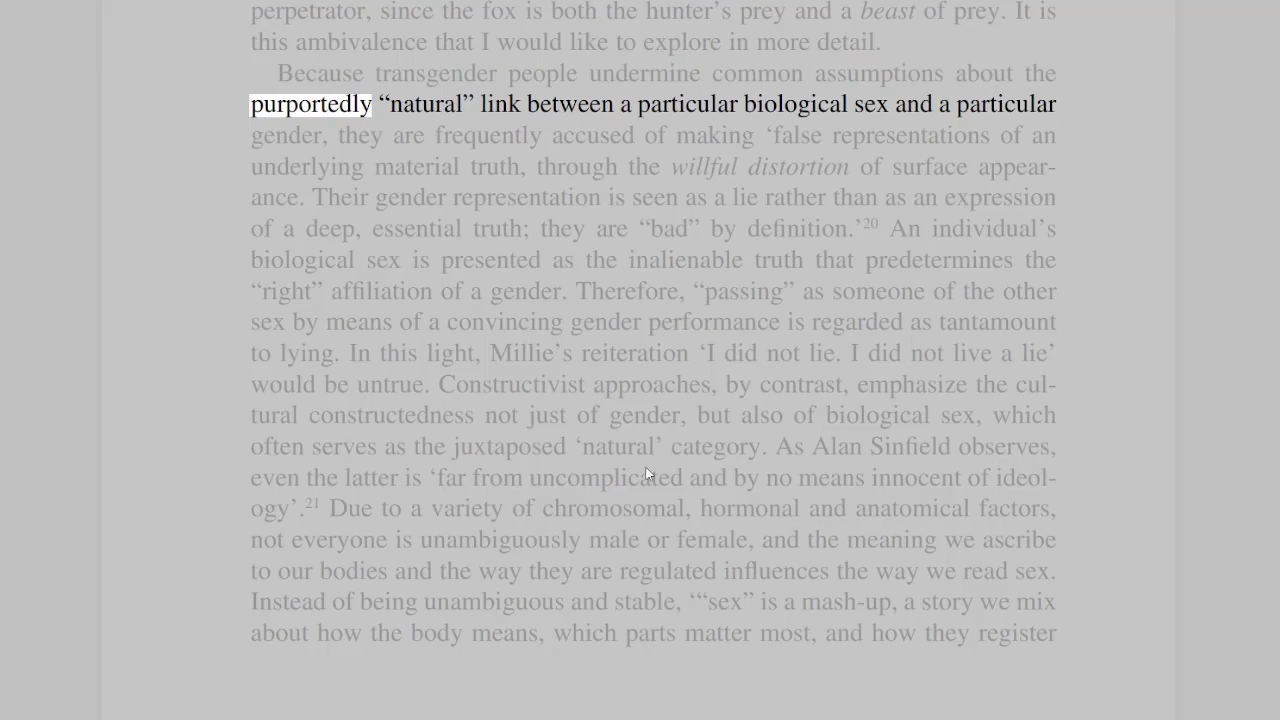 perpetrator, since the fox is both the hunter’s prey and a beast of prey. It is
this ambivalence that I would like to explore in more detail.
Because transgender people undermine common assumptions about the
purportedly “natural” link between a particular biological sex and a particular
gender, they are frequently accused of making ‘false representations of an
underlying material truth, through the willful distortion of surface appear-
ance. Their gender representation is seen as a lie rather than as an expression
of a deep, essential truth; they are “bad” by definition.’20 An individual’s
biological sex is presented as the inalienable truth that predetermines the
“right” affiliation of a gender. Therefore, “passing” as someone of the other
sex by means of a convincing gender performance is regarded as tantamount
to lying. In this light, Millie’s reiteration ‘I did not lie. I did not live a lie’
would be untrue. Constructivist approaches, by contrast, emphasize the cul-
tural constructedness not just of gender, but also of biological sex, which
often serves as the juxtaposed ‘natural’ category. As Alan Sinfield observes,
even the latter is ‘far from uncomplicated and by no means innocent of ideol-
ogy’.21 Due to a variety of chromosomal, hormonal and anatomical factors,
not everyone is unambiguously male or female, and the meaning we ascribe
to our bodies and the way they are regulated influences the way we read sex.
Instead of being unambiguous and stable, ‘“sex” is a mash-up, a story we mix
about how the body means, which parts matter most, and how they register